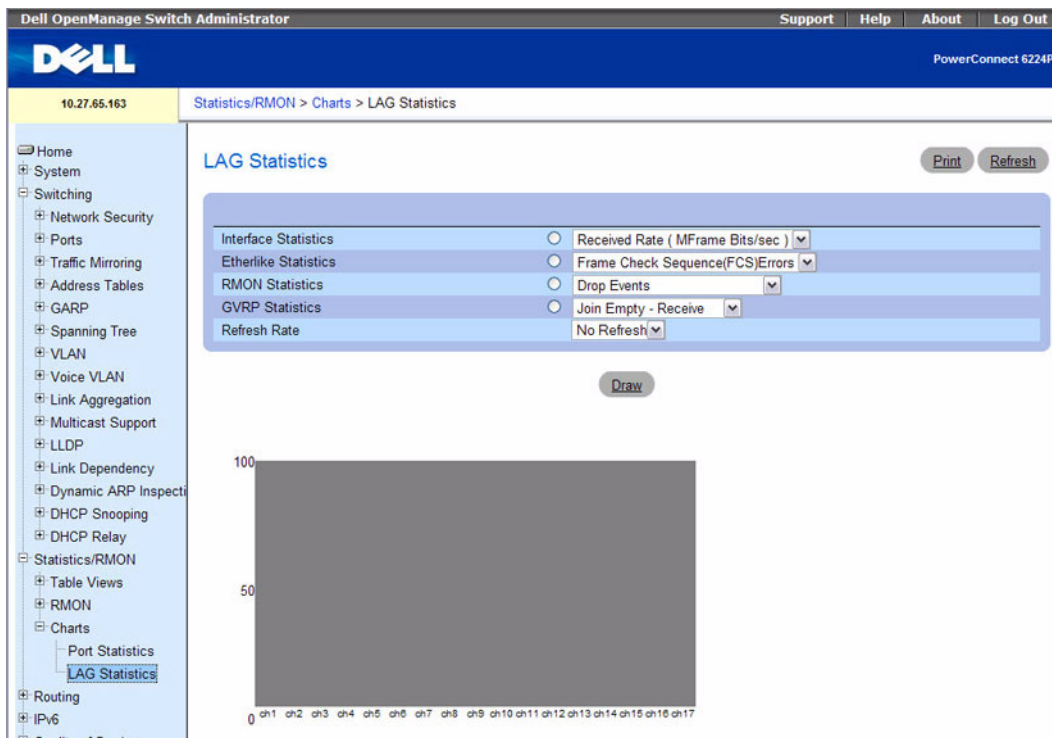 Dell OpenManage Switch Administrator Support Help About Log Out
DELL
PowerConnect 6224P
10.27.65.163 Statistics/RMON > Charts > LAG Statistics
Home
System
Switching
Network Security
Ports
Traffic Mirroring
Address Tables
GARP
Spanning Tree
VLAN
Voice VLAN
Link Aggregation
Multicast Support
LLDP
Link Dependency
Dynamic ARP Inspecti
DHCP Snooping
DHCP Relay
Statistics/RMON
Table Views
RMON
Charts
Port Statistics
LAG Statistics
Routing
IPv6
LAG Statistics Print Refresh
Interface Statistics Received Rate ( MFrame Bits/sec )
Etherlike Statistics Frame Check Sequence(FCS)Errors
RMON Statistics Drop Events
GVRP Statistics Join Empty - Receive
Refresh Rate No Refresh
Draw
100
50
0 ch1 ch2 ch3 ch4 ch5 ch6 ch7 ch8 ch9 ch10 ch11 ch12 ch13 ch14 ch15 ch16 ch17